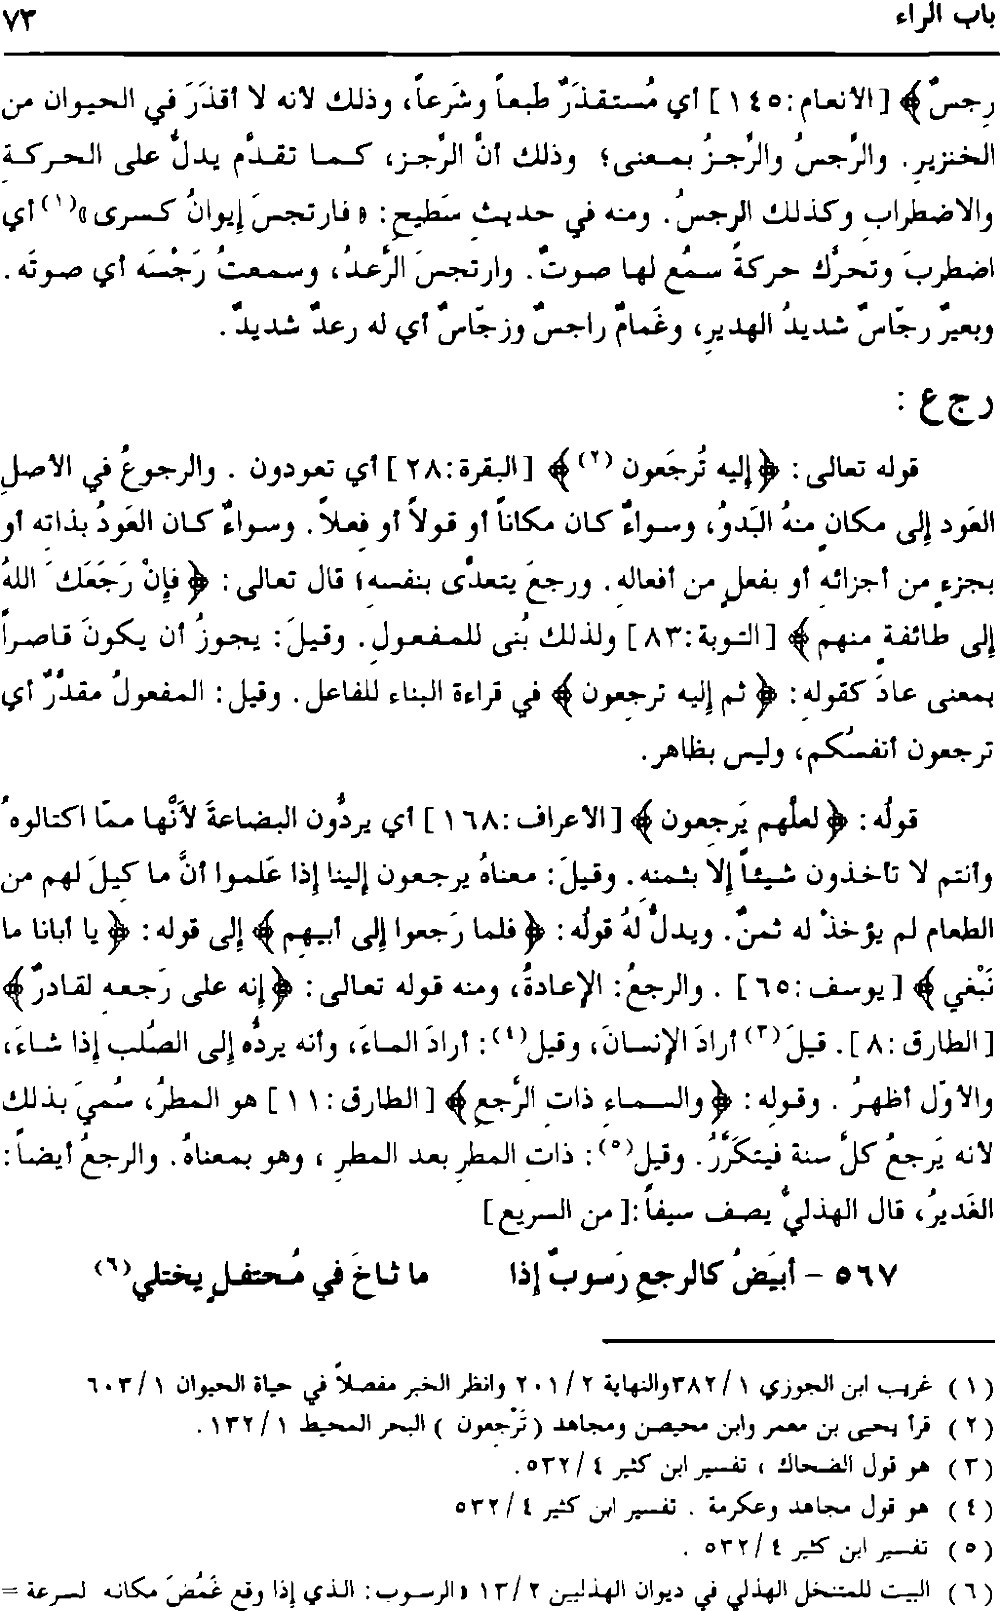 باب الراء ٧٣
رِجسٌ﴾ [الأنعام:١٤٥] أي مُستقذَرٌ طَبعاً وشَرعاً، وذلك لأنه لا أقذَرَ في الحيوان من
الخنزيرِ. والرَّجسُ والرَّجزُ بمعنى؛ وذلك أنَّ الرَّجز، كما تقدَّم يدلُّ على الحركةِ
والاضطرابِ وكذلك الرجسُ. ومنه في حديثِ سَطيحٍ: «فارتجسَ إيوانُ كسرى»(١) أي
اضطربَ وتحرَّك حركةً سمُع لها صوتٌ. وارتجسَ الرَّعدُ، وسمعتُ رَجْسَه أي صوتَه.
وبعيرٌ رجّاسٌ شديدُ الهديرِ، وغَمامٌ راجسٌ وزجّاسٌ أي له رعدٌ شديدٌ.
ر ج ع :
قوله تعالى: ﴿إليه تُرجَعون (٢)﴾ [البقرة:٢٨] أي تعودون . والرجوعُ في الأصلِ
العَود إلى مكانٍ منهُ البَدوُ، وسواءٌ كان مكاناً أو قولاً أو فعلاً. وسواءٌ كان العَودُ بذاته أو
بجزءٍ من أجزائه أو بفعلٍ من أفعاله. ورجعَ يتعدَّى بنفسه؛ قال تعالى: ﴿فإِنْ رَجَعَك َ اللهُ
إلى طائفةٍ منهم﴾ [التوبة:٨٣] ولذلك بُنى للمفعول. وقيلَ: يجوزُ أن يكونَ قاصراً
بمعنى عادَ كقوله: ﴿ثم إليه ترجِعون﴾ في قراءة البناء للفاعل. وقيل: المفعولُ مقدَّرٌ أي
ترجعون أنفسُكم، وليس بظاهر.
قولُه: ﴿لعلَّهم يَرجِعون﴾ [الأعراف:١٦٨] أي يردُّون البضاعةَ لأنَّها ممّا اكتالوه ُ
وأنتم لا تأخذون شيئاً إلا بثمنه. وقيلَ: معناهُ يرجعون إلينا إذا عَلموا أنَّ ما كيلَ لهم من
الطعام لم يؤخذْ له ثمنٌ. ويدلُّ لهُ قولُه: ﴿فلما رَجعوا إلى أبيهم﴾ إلى قوله: ﴿يا أبانا ما
نَبْغي﴾ [يوسف:٦٥] . والرجعُ: الإعادةُ، ومنه قوله تعالى: ﴿إنه على رَجعه لقادرٌ﴾
[الطارق:٨]. قيلَ(٣) أرادَ الإنسانَ، وقيل(٤): أرادَ الماءَ، وأنه يردُّه إلى الصُلب إذا شاءَ،
والأوّل أظهرُ . وقوله: ﴿والسماءِ ذاتِ الرَّجعِ﴾ [الطارق:١١] هو المطرُ، سُميَ بذلك
لأنه يَرجعُ كلَّ سنة فيتكَرَّرُ. وقيل(٥): ذاتِ المطرِ بعد المطرِ ، وهو بمعناهُ. والرجعُ أيضاً:
الغَديرُ، قال الهذليُّ يصف سيفاً:[من السريع]
٥٦٧ - أبيَضُ كالرجعِ رَسوبٌ إذا ما ثاخَ في مُحتفلٍ يختلي(٦)
(١) غريب ابن الجوزي ١/ ٣٨٢والنهاية ٢/ ٢٠١ وانظر الخبر مفصلاً في حياة الحيوان ١/ ٦٠٣
(٢) قرأ يحيى بن معمر وابن محيصن ومجاهد (تَرْجِعون ) البحر المحيط ١/ ١٣٢.
(٣) هو قول الضحاك ، تفسير ابن كثير ٤/ ٥٣٢.
(٤) هو قول مجاهد وعكرمة . تفسير ابن كثير ٤/ ٥٣٢
(٥) تفسير ابن كثير ٤/ ٥٣٢ .
(٦) البيت للمتنخل الهذلي في ديوان الهذليين ٢/ ١٣ «الرسوب: الذي إذا وقع غَمُضَ مكانه لسرعة =